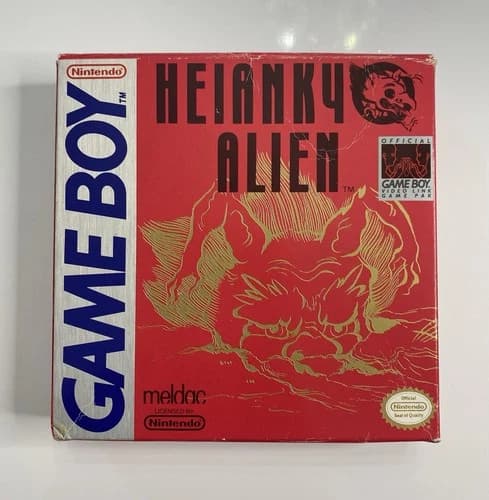 Nintendo
GAME BOY
TM
HEIANKYO
ALIEN
TM
OFFICIAL
GAME BOY
VIDEO LINK
GAME PAK
meldac
LICENSED BY
Nintendo
Official
Nintendo
Seal of Quality